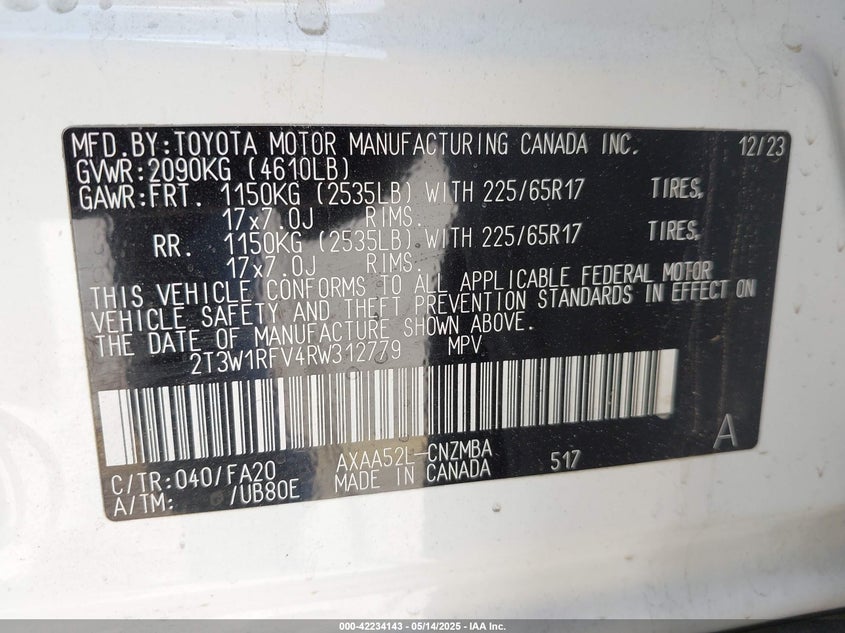 MFD.BY:TOYOTA MOTOR MANUFACTURING CANADA INC. 12/23
GVWR:2090KG (4610LB)
GAWR:FRT. 1150KG (2535LB) WITH 225/65R17 TIRES,
17x7.0J RIMS.
RR. 1150KG (2535LB) WITH 225/65R17 TIRES,
17x7.0J RIMS.
THIS VEHICLE CONFORMS TO ALL APPLICABLE FEDERAL MOTOR
VEHICLE SAFETY AND THEFT PREVENTION STANDARDS IN EFFECT ON
THE DATE OF MANUFACTURE SHOWN ABOVE.
2T3W1RFV4RW312779 MPV
A
C/TR:040/FA20 AXAA52L-CNZMBA 517
A/TM: /UB80E MADE IN CANADA
000-42234143 - 05/14/2025 - IAA Inc.